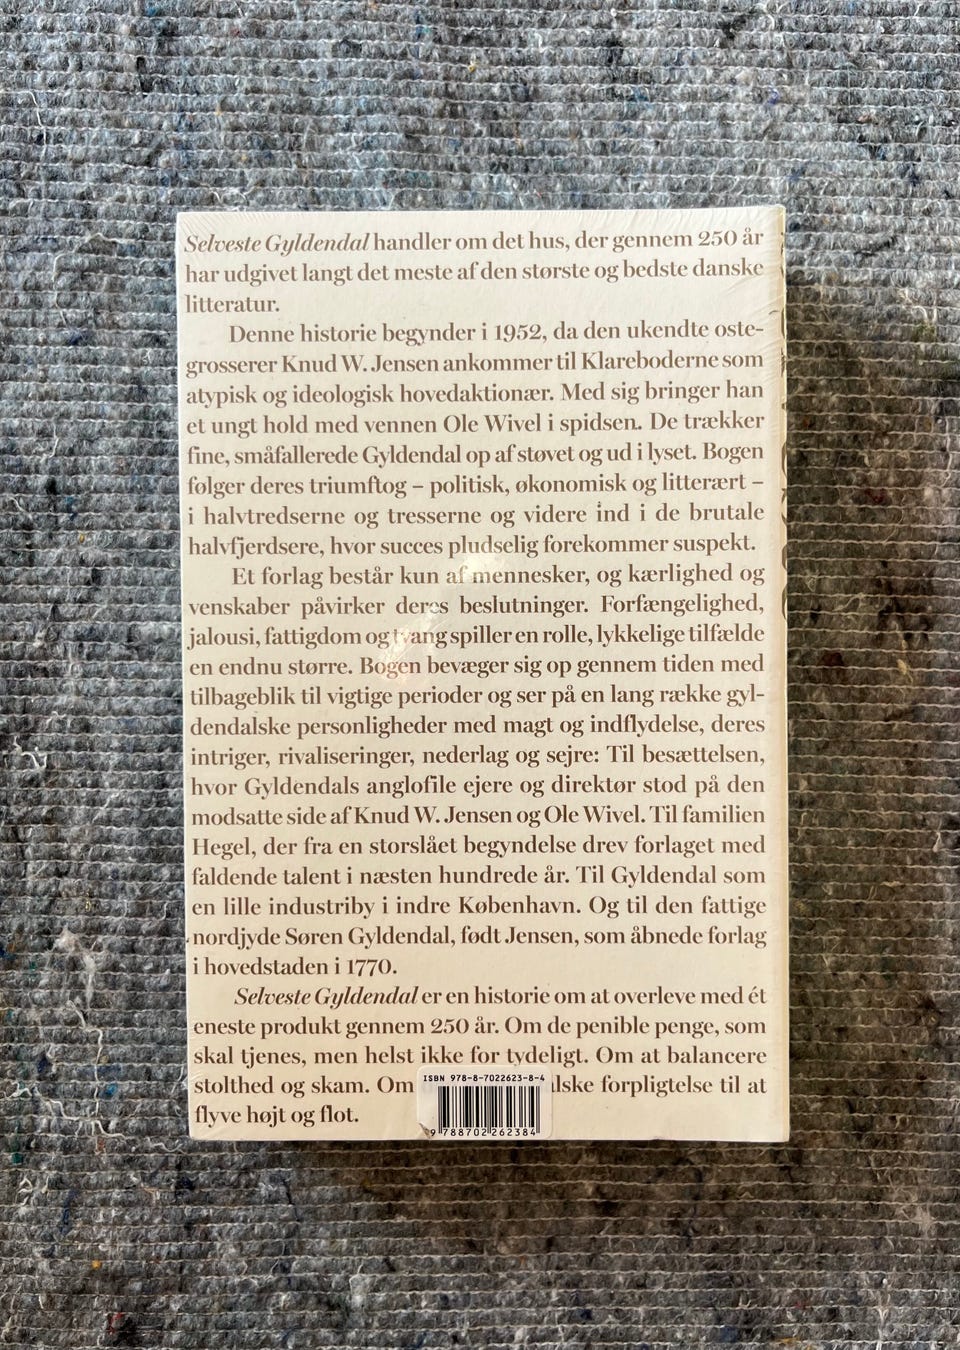 Selveste Gyldendal handler om det hus, der gennem 250 år
har udgivet langt det meste af den største og bedste danske
litteratur.
Denne historie begynder i 1952, da den ukendte oste-
grosserer Knud W. Jensen ankommer til Klareboderne som
atypisk og ideologisk hovedaktionær. Med sig bringer han
et ungt hold med vennen Ole Wivel i spidsen. De trækker
fine, småfallerede Gyldendal op af støvet og ud i lyset. Bogen
følger deres triumftog – politisk, økonomisk og litterært –
i halvtredserne og tresserne og videre ind i de brutale
halvfjerdsere, hvor succes pludselig forekommer suspekt.
Et forlag består kun af mennesker, og kærlighed og
venskaber påvirker deres beslutninger. Forfængelighed,
jalousi, fattigdom og tvang spiller en rolle, lykkelige tilfælde
en endnu større. Bogen bevæger sig op gennem tiden med
tilbageblik til vigtige perioder og ser på en lang række gyl-
dendalske personligheder med magt og indflydelse, deres
intriger, rivaliseringer, nederlag og sejre: Til besættelsen,
hvor Gyldendals anglofile ejere og direktør stod på den
modsatte side af Knud W. Jensen og Ole Wivel. Til familien
Hegel, der fra en storslået begyndelse drev forlaget med
faldende talent i næsten hundrede år. Til Gyldendal som
en lille industriby i indre København. Og til den fattige
nordjyde Søren Gyldendal, født Jensen, som åbnede forlag
i hovedstaden i 1770.
Selveste Gyldendal er en historie om at overleve med ét
eneste produkt gennem 250 år. Om de penible penge, som
skal tjenes, men helst ikke for tydeligt. Om at balancere
stolthed og skam. Om alske forpligtelse til at
flyve højt og flot.
ISBN 978-8-7022623-8-4
9 788702 262384